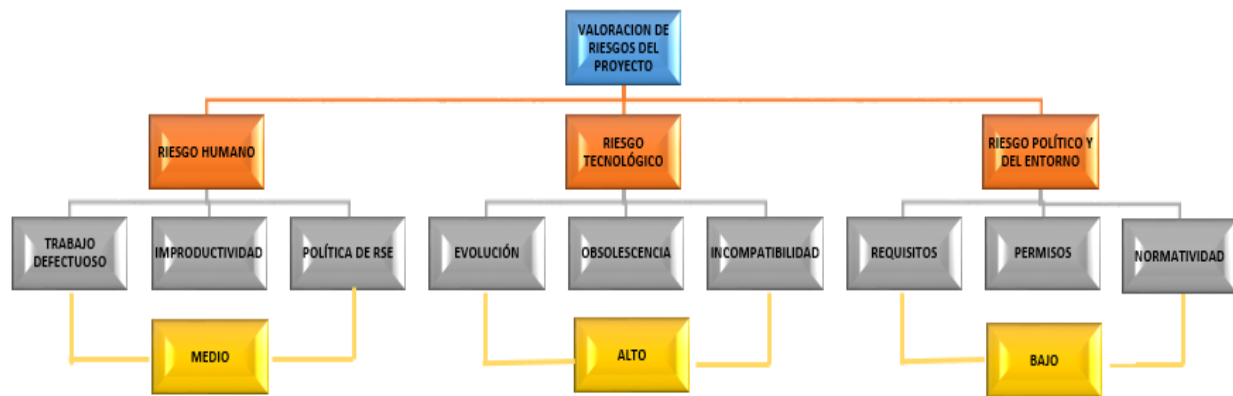 VALORACION DE
RIESGOS DEL
PROYECTO
RIESGO HUMANO
RIESGO
TECNOLÓGICO
RIESGO POLÍTICO Y
DEL ENTORNO
TRABAJO
DEFECTUOSO
IMPRODUCTIVIDAD
POLÍTICA DE RSE
EVOLUCIÓN
OBSOLESCENCIA
INCOMPATIBILIDAD
REQUISITOS
PERMISOS
NORMATIVIDAD
MEDIO
ALTO
BAJO